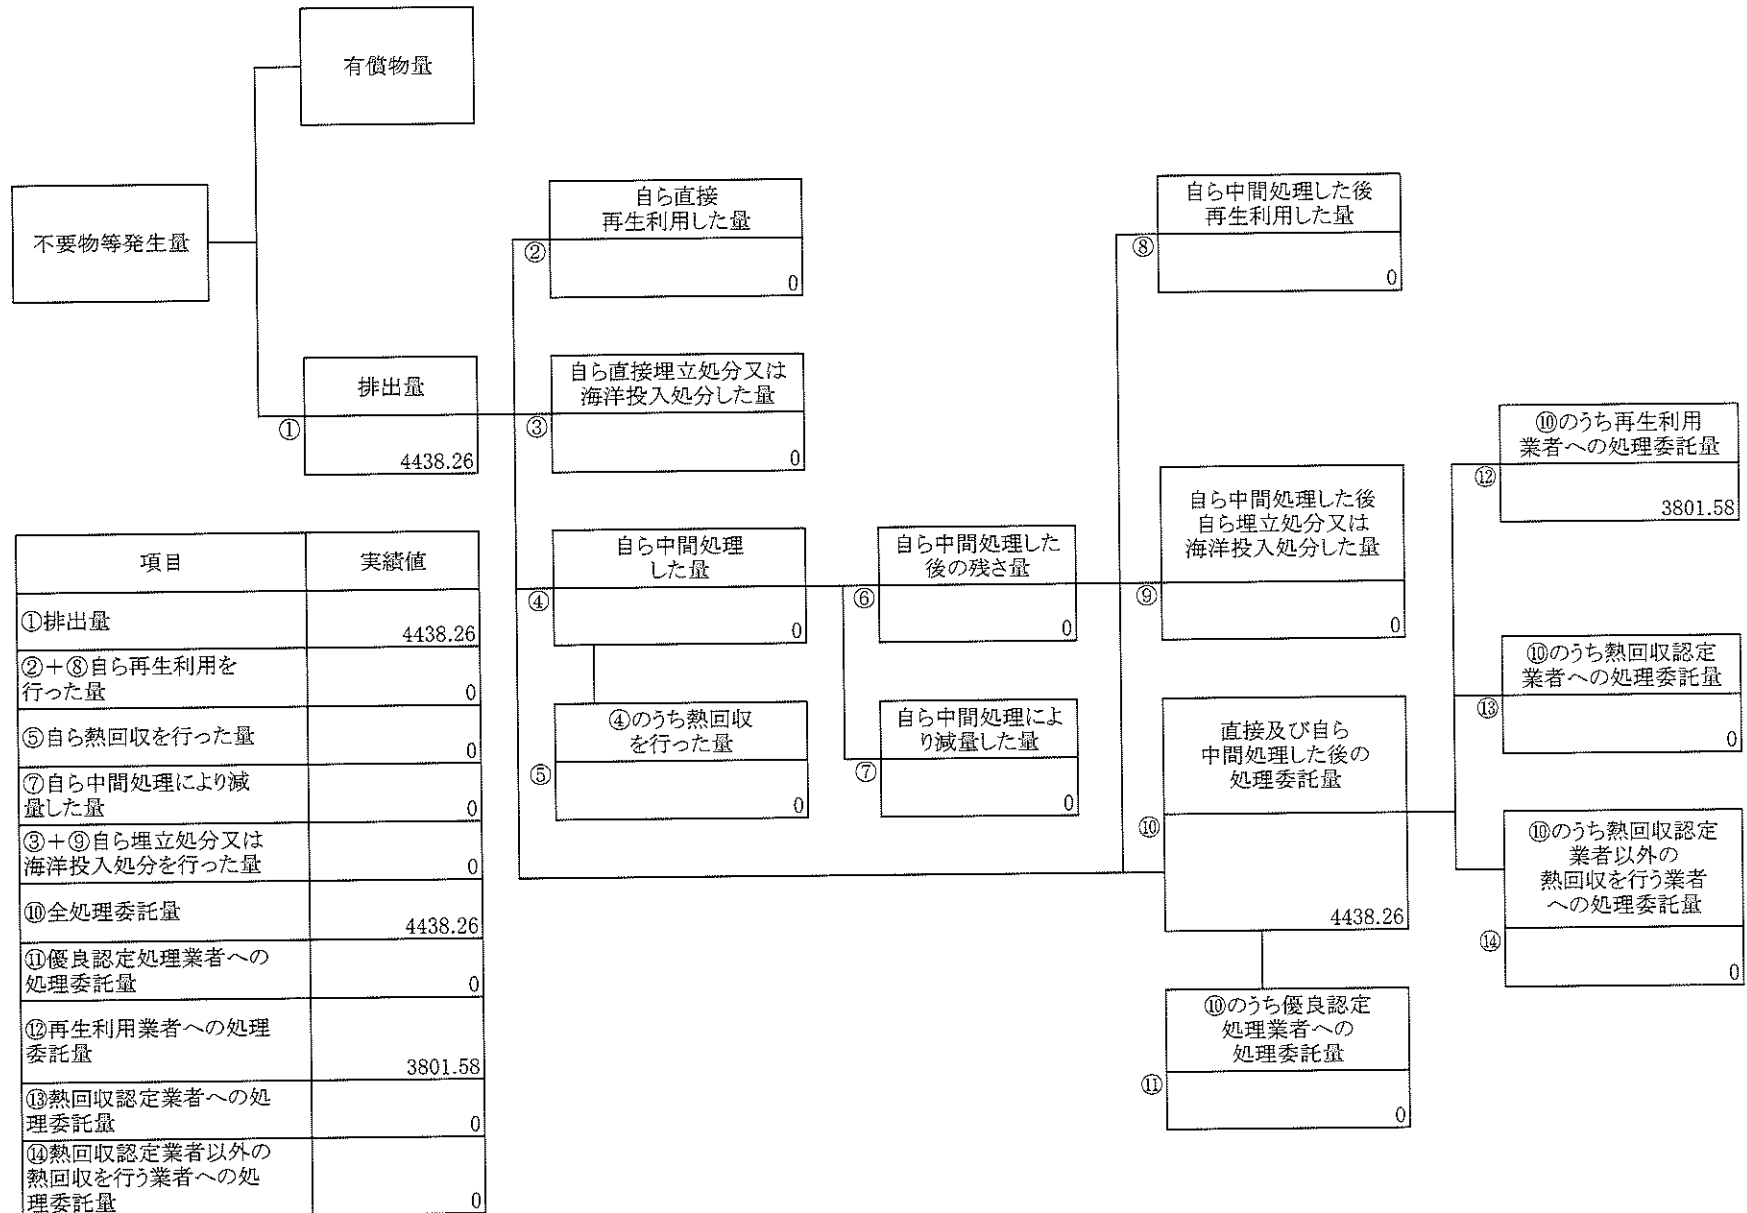 有償物量
不要物等発生量
排出量
①
4438.26
自ら直接
再生利用した量
②
0
自ら直接埋立処分又は
海洋投入処分した量
③
0
自ら中間処理
した量
④
0
④のうち熱回収
を行った量
⑤
0
自ら中間処理した
後の残さ量
⑥
0
自ら中間処理によ
り減量した量
⑦
0
自ら中間処理した後
再生利用した量
⑧
0
自ら中間処理した後
自ら埋立処分又は
海洋投入処分した量
⑨
0
直接及び自ら
中間処理した後の
処理委託量
⑩
4438.26
⑩のうち優良認定
処理業者への
処理委託量
⑪
0
⑩のうち再生利用
業者への処理委託量
⑫
3801.58
⑩のうち熱回収認定
業者への処理委託量
⑬
0
⑩のうち熱回収認定
業者以外の
熱回収を行う業者
への処理委託量
⑭
0
項目 実績値
①排出量
4438.26
②+⑧自ら再生利用を
行った量
0
⑤自ら熱回収を行った量
0
⑦自ら中間処理により減
量した量
0
③+⑨自ら埋立処分又は
海洋投入処分を行った量
0
⑩全処理委託量
4438.26
⑪優良認定処理業者への
処理委託量
0
⑫再生利用業者への処理
委託量
3801.58
⑬熱回収認定業者への処
理委託量
0
⑭熱回収認定業者以外の
熱回収を行う業者への処
理委託量
0